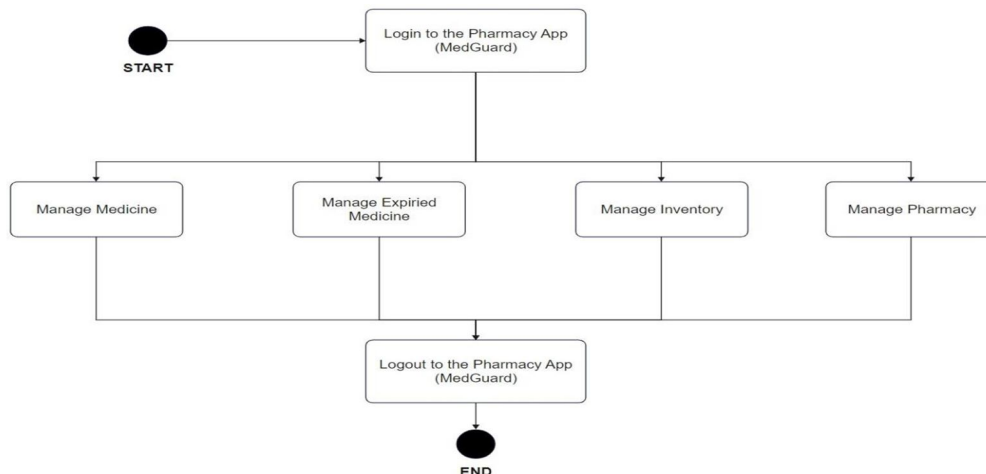 Login to the Pharmacy App
(MedGuard)
START
Manage Medicine
Manage Expiried
Medicine
Manage Inventory
Manage Pharmacy
Logout to the Pharmacy App
(MedGuard)
END